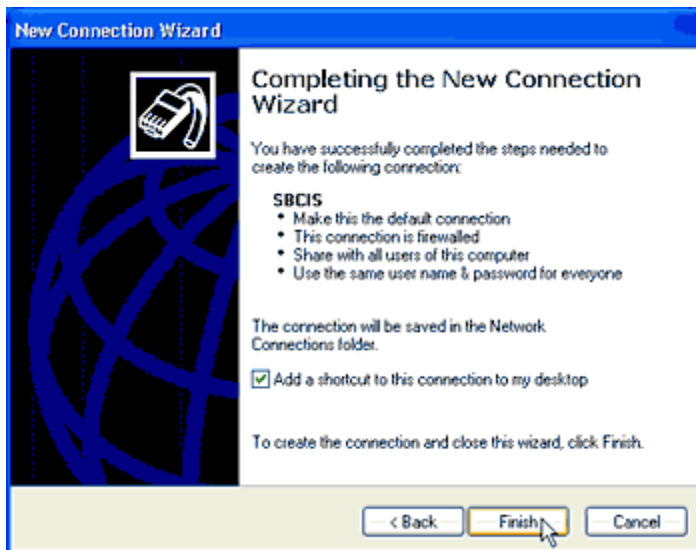 New Connection Wizard
Completing the New Connection
Wizard
You have successfully completed the steps needed to
create the following connection:
SBCIS
• Make this the default connection
• This connection is firewalled
• Share with all users of this computer
• Use the same user name & password for everyone
The connection will be saved in the Network
Connections folder.
Add a shortcut to this connection to my desktop
To create the connection and close this wizard, click Finish.
< Back Finish Cancel